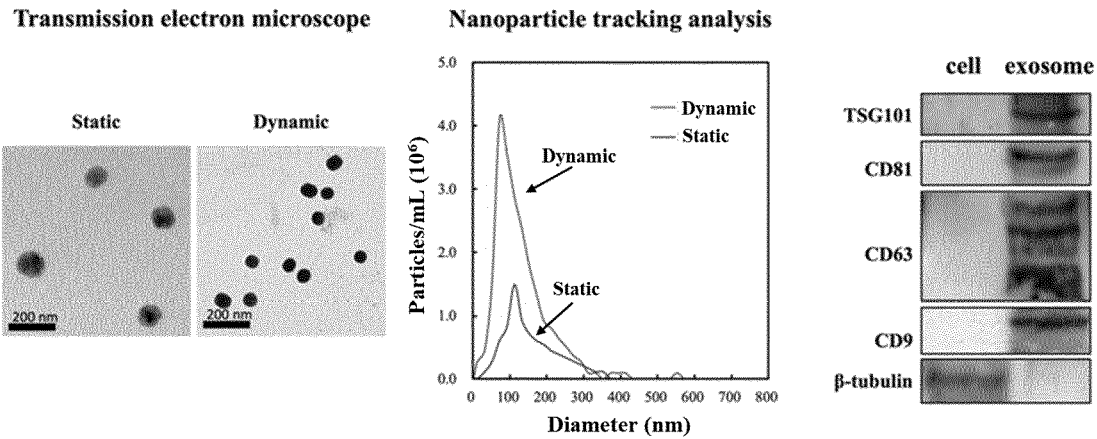 Transmission electron microscope
Static
Dynamic
200 nm
200 nm
Nanoparticle tracking analysis
Particles/mL (10⁶)
5.0
4.0
3.0
2.0
1.0
0.0
Dynamic
Static
Dynamic
Static
0 100 200 300 400 500 600 700 800
Diameter (nm)
cell exosome
TSG101
CD81
CD63
CD9
β-tubulin